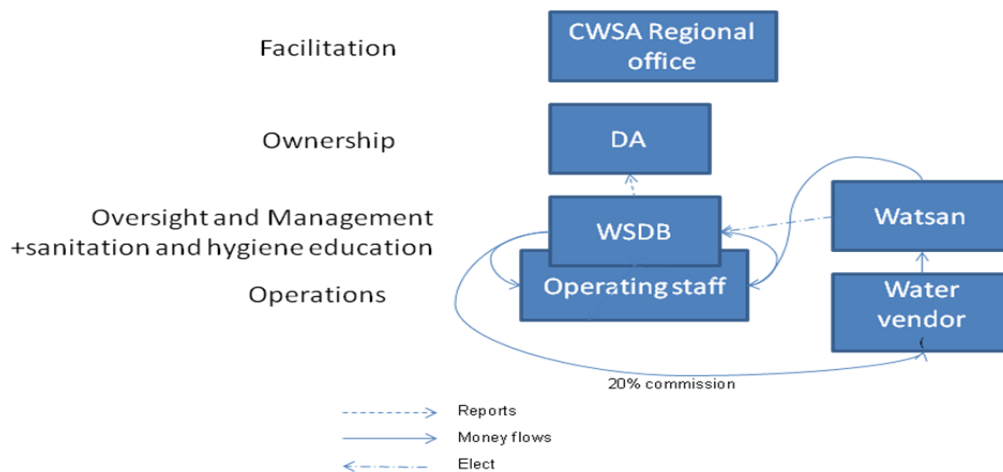 Facilitation
CWSA Regional
office
Ownership
DA
Oversight and Management
+sanitation and hygiene education
WSDB
Watsan
Operations
Operating staff
Water
vendor
(
20% commission
Reports
Money flows
Elect